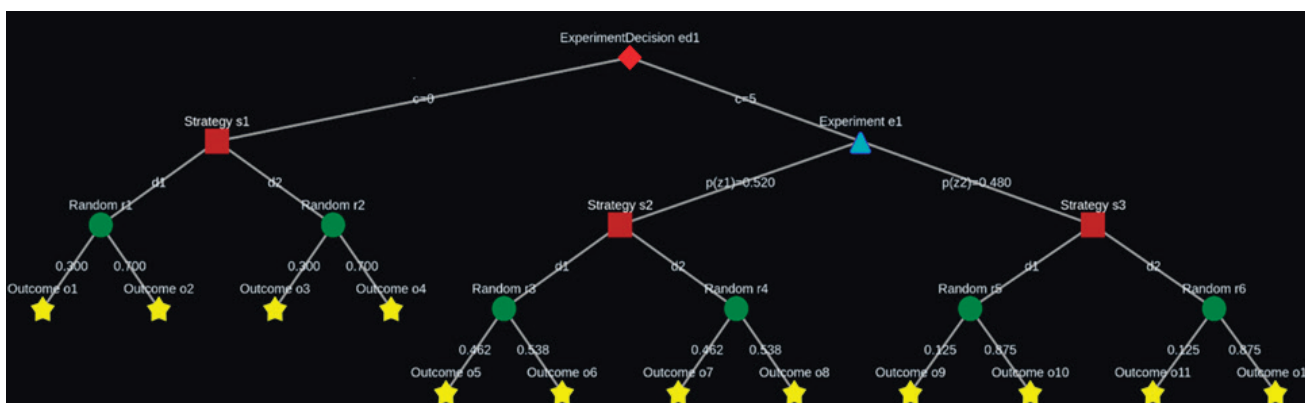 ExperimentDecision ed1
c=0
c=5
Strategy s1
Experiment e1
d1
d2
p(z1)=0.520
p(z2)=0.480
Random r1
Random r2
Strategy s2
Strategy s3
0.300
0.700
0.300
0.700
d1
d2
d1
d2
Outcome o1
Outcome o2
Outcome o3
Outcome o4
Random r3
Random r4
Random r5
Random r6
0.462
0.538
0.462
0.538
0.125
0.875
0.125
0.875
Outcome o5
Outcome o6
Outcome o7
Outcome o8
Outcome o9
Outcome o10
Outcome o11
Outcome o1